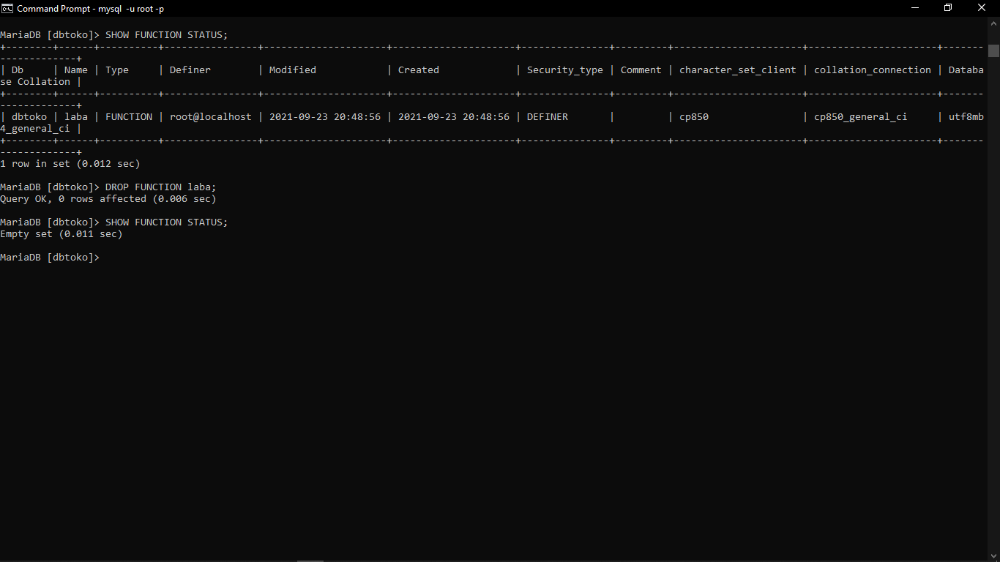 Command Prompt - mysql  -u root -p
MariaDB [dbtoko]> SHOW FUNCTION STATUS;
+--------+------+----------+----------------+---------------------+---------------------+---------------+---------+----------------------+----------------------+-------
-------------+
| Db     | Name | Type     | Definer        | Modified            | Created             | Security_type | Comment | character_set_client | collation_connection | Databa
se Collation |
+--------+------+----------+----------------+---------------------+---------------------+---------------+---------+----------------------+----------------------+-------
-------------+
| dbtoko | laba | FUNCTION | root@localhost | 2021-09-23 20:48:56 | 2021-09-23 20:48:56 | DEFINER       |         | cp850                | cp850_general_ci     | utf8mb
4_general_ci |
+--------+------+----------+----------------+---------------------+---------------------+---------------+---------+----------------------+----------------------+-------
-------------+
1 row in set (0.012 sec)
MariaDB [dbtoko]> DROP FUNCTION laba;
Query OK, 0 rows affected (0.006 sec)
MariaDB [dbtoko]> SHOW FUNCTION STATUS;
Empty set (0.011 sec)
MariaDB [dbtoko]>